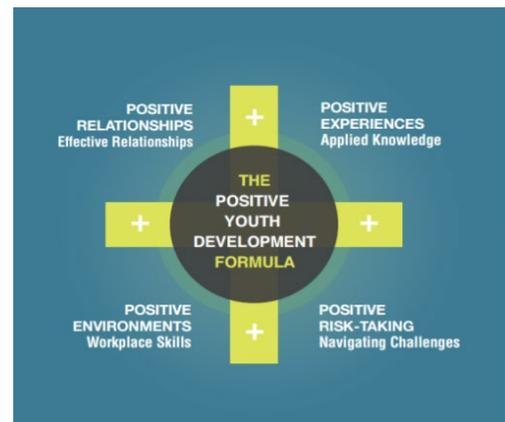 POSITIVE
RELATIONSHIPS
Effective Relationships
+
POSITIVE
EXPERIENCES
Applied Knowledge
THE
POSITIVE
YOUTH
DEVELOPMENT
FORMULA
+
+
POSITIVE
ENVIRONMENTS
Workplace Skills
+
POSITIVE
RISK-TAKING
Navigating Challenges